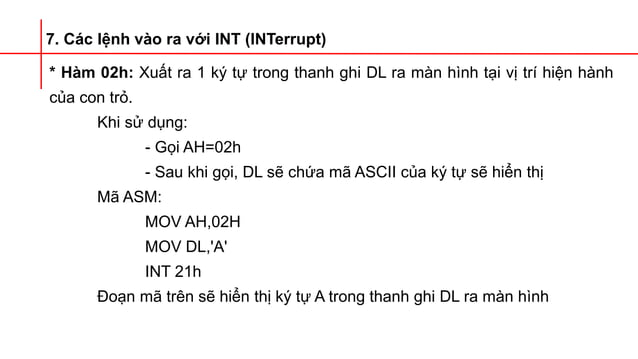 7. Các lệnh vào ra với INT (INTerrupt)
* Hàm 02h: Xuất ra 1 ký tự trong thanh ghi DL ra màn hình tại vị trí hiện hành
của con trỏ.
Khi sử dụng:
- Gọi AH=02h
- Sau khi gọi, DL sẽ chứa mã ASCII của ký tự sẽ hiển thị
Mã ASM:
MOV AH,02H
MOV DL,'A'
INT 21h
Đoạn mã trên sẽ hiển thị ký tự A trong thanh ghi DL ra màn hình